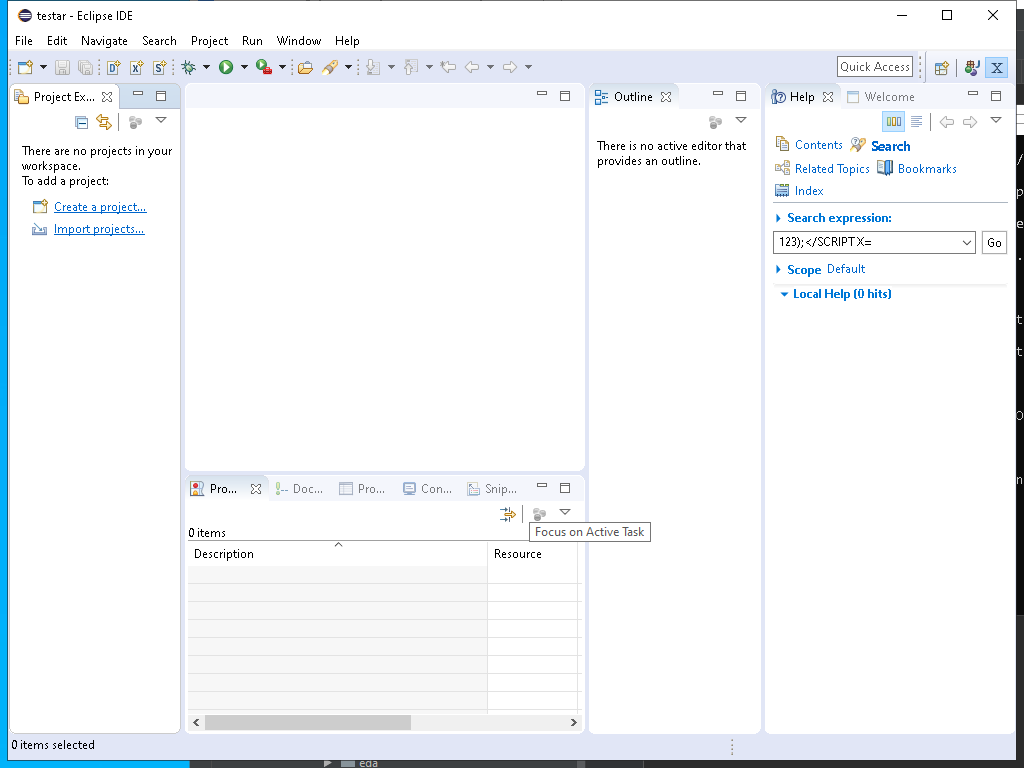 testar - Eclipse IDE
File Edit Navigate Search Project Run Window Help
Quick Access
Project Ex...
There are no projects in your
workspace.
To add a project:
Create a project...
Import projects...
Outline
There is no active editor that
provides an outline.
Help
Welcome
Contents
Search
Related Topics
Bookmarks
Index
Search expression:
123);</SCRIPT X=
Go
Scope Default
Local Help (0 hits)
Pro...
Doc...
Pro...
Con...
Snip...
Focus on Active Task
0 items
Description
Resource
0 items selected
eda